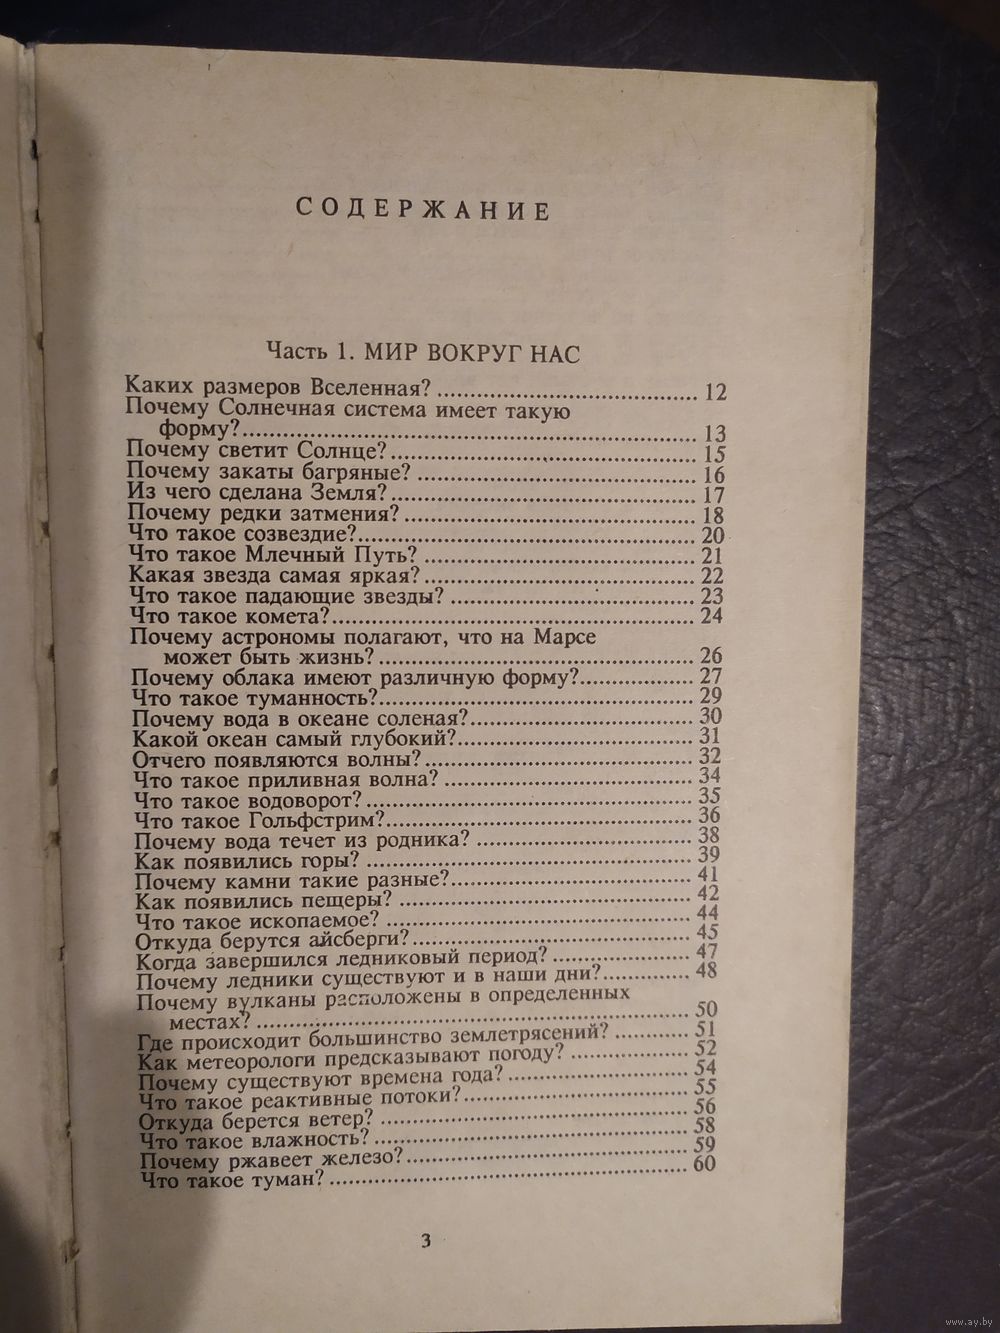 СОДЕРЖАНИЕ
Часть 1. МИР ВОКРУГ НАС
Каких размеров Вселенная? 12
Почему Солнечная система имеет такую
форму? 13
Почему светит Солнце? 15
Почему закаты багряные? 16
Из чего сделана Земля? 17
Почему редки затмения? 18
Что такое созвездие? 20
Что такое Млечный Путь? 21
Какая звезда самая яркая? 22
Что такое падающие звезды? 23
Что такое комета? 24
Почему астрономы полагают, что на Марсе
может быть жизнь? 26
Почему облака имеют различную форму? 27
Что такое туманность? 29
Почему вода в океане соленая? 30
Какой океан самый глубокий? 31
Отчего появляются волны? 32
Что такое приливная волна? 34
Что такое водоворот? 35
Что такое Гольфстрим? 36
Почему вода течет из родника? 38
Как появились горы? 39
Почему камни такие разные? 41
Как появились пещеры? 42
Что такое ископаемое? 44
Откуда берутся айсберги? 45
Когда завершился ледниковый период? 47
Почему ледники существуют и в наши дни? 48
Почему вулканы расположены в определенных
местах? 50
Где происходит большинство землетрясений? 51
Как метеорологи предсказывают погоду? 52
Почему существуют времена года? 54
Что такое реактивные потоки? 55
Откуда берется ветер? 56
Что такое влажность? 58
Почему ржавеет железо? 59
Что такое туман? 60
3
www.ay.by